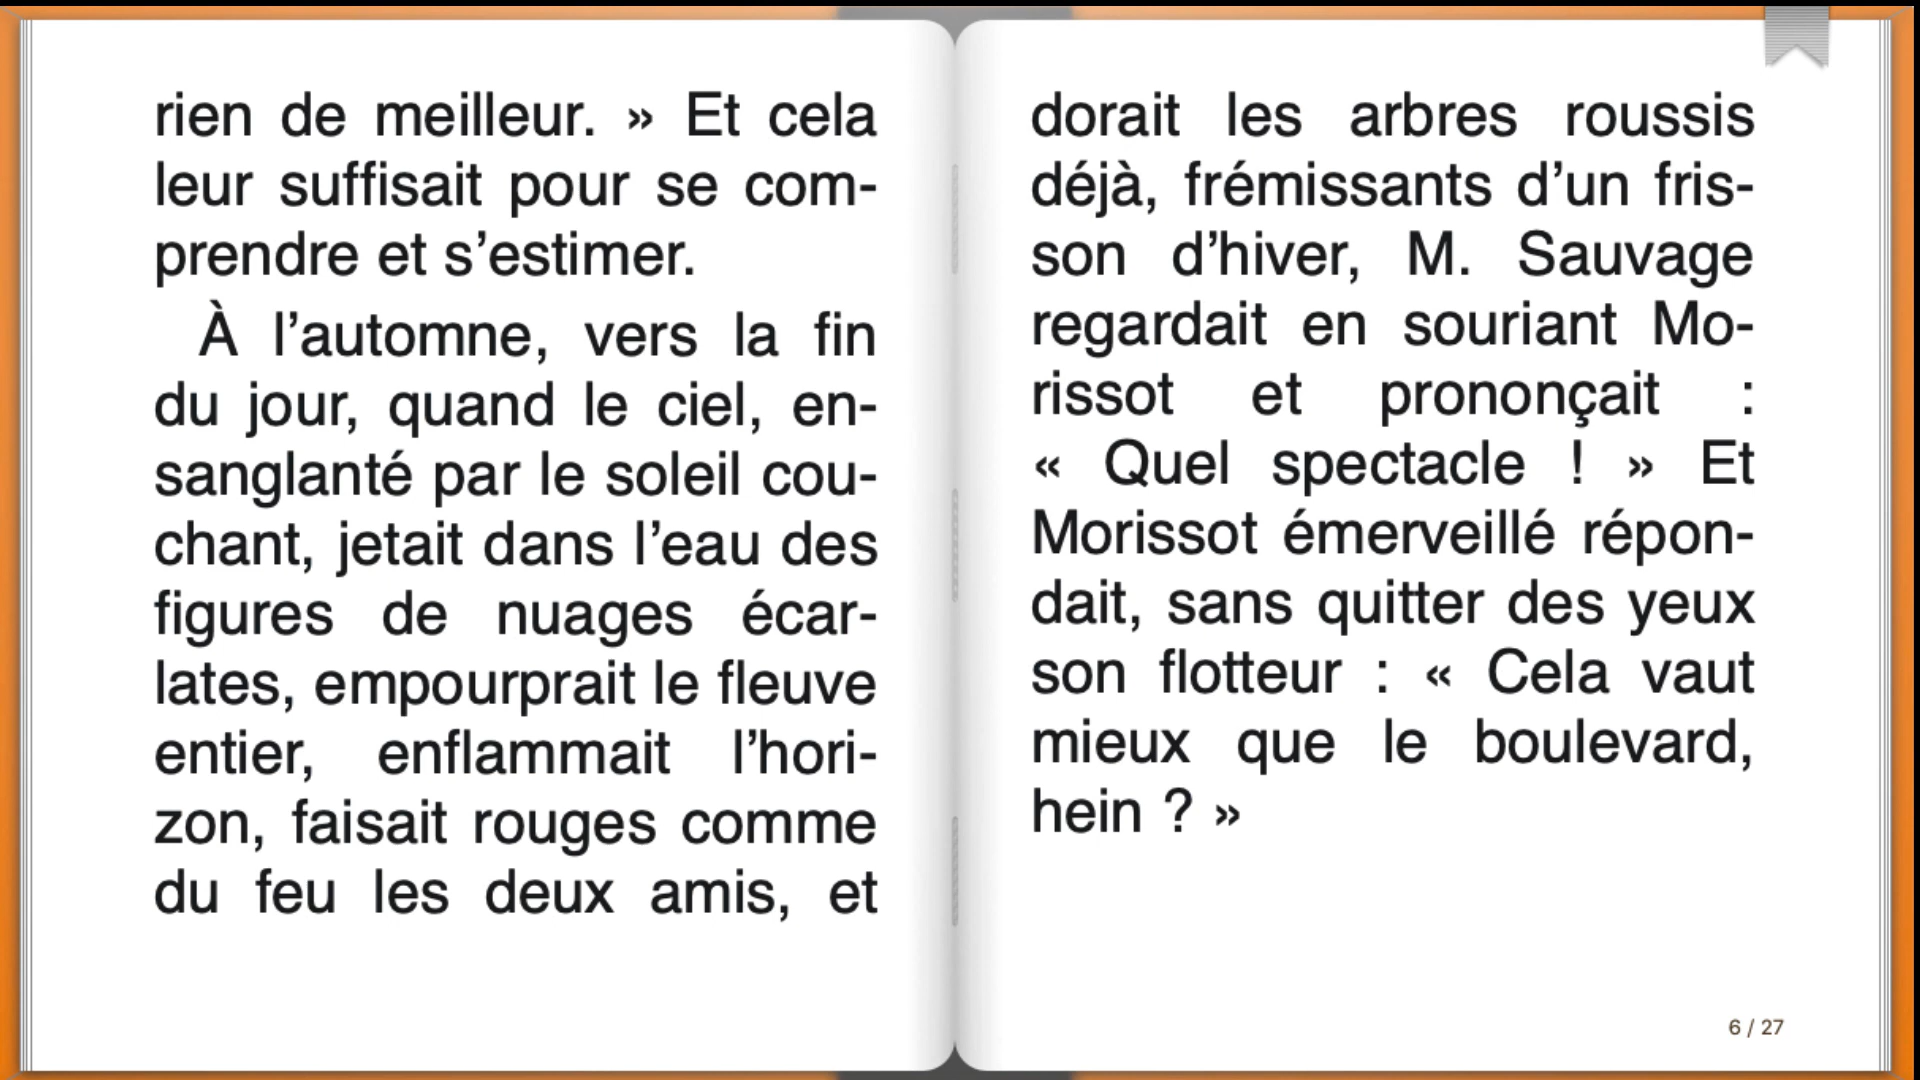 rien de meilleur. » Et cela
leur suffisait pour se com-
prendre et s’estimer.
À l’automne, vers la fin
du jour, quand le ciel, en-
sanglanté par le soleil cou-
chant, jetait dans l’eau des
figures de nuages écar-
lates, empourprait le fleuve
entier, enflammait l’hori-
zon, faisait rouges comme
du feu les deux amis, et
dorait les arbres roussis
déjà, frémissants d’un fris-
son d’hiver, M. Sauvage
regardait en souriant Mo-
rissot et prononçait :
« Quel spectacle ! » Et
Morissot émerveillé répon-
dait, sans quitter des yeux
son flotteur : « Cela vaut
mieux que le boulevard,
hein ? »
6 / 27